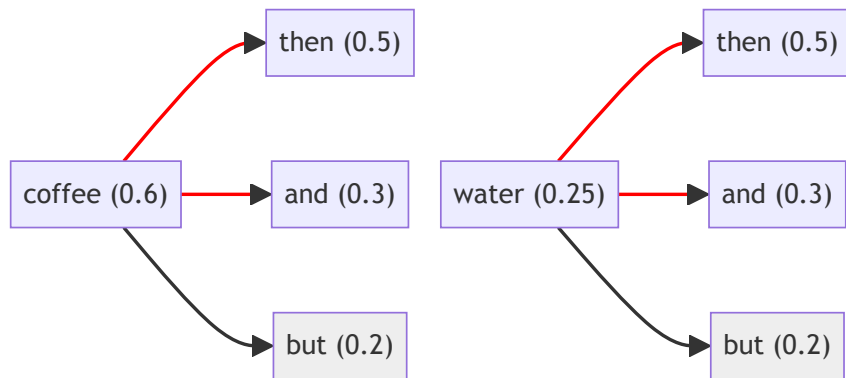 then (0.5)
coffee (0.6)
and (0.3)
but (0.2)
then (0.5)
water (0.25)
and (0.3)
but (0.2)